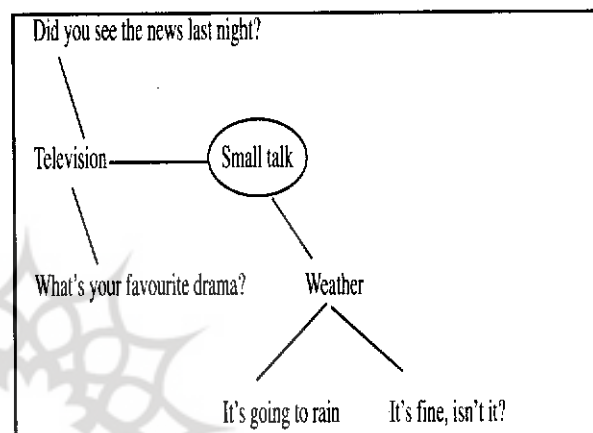 Did you see the news last night?
Television
Small talk
What's your favourite drama?
Weather
It's going to rain
It's fine, isn't it?